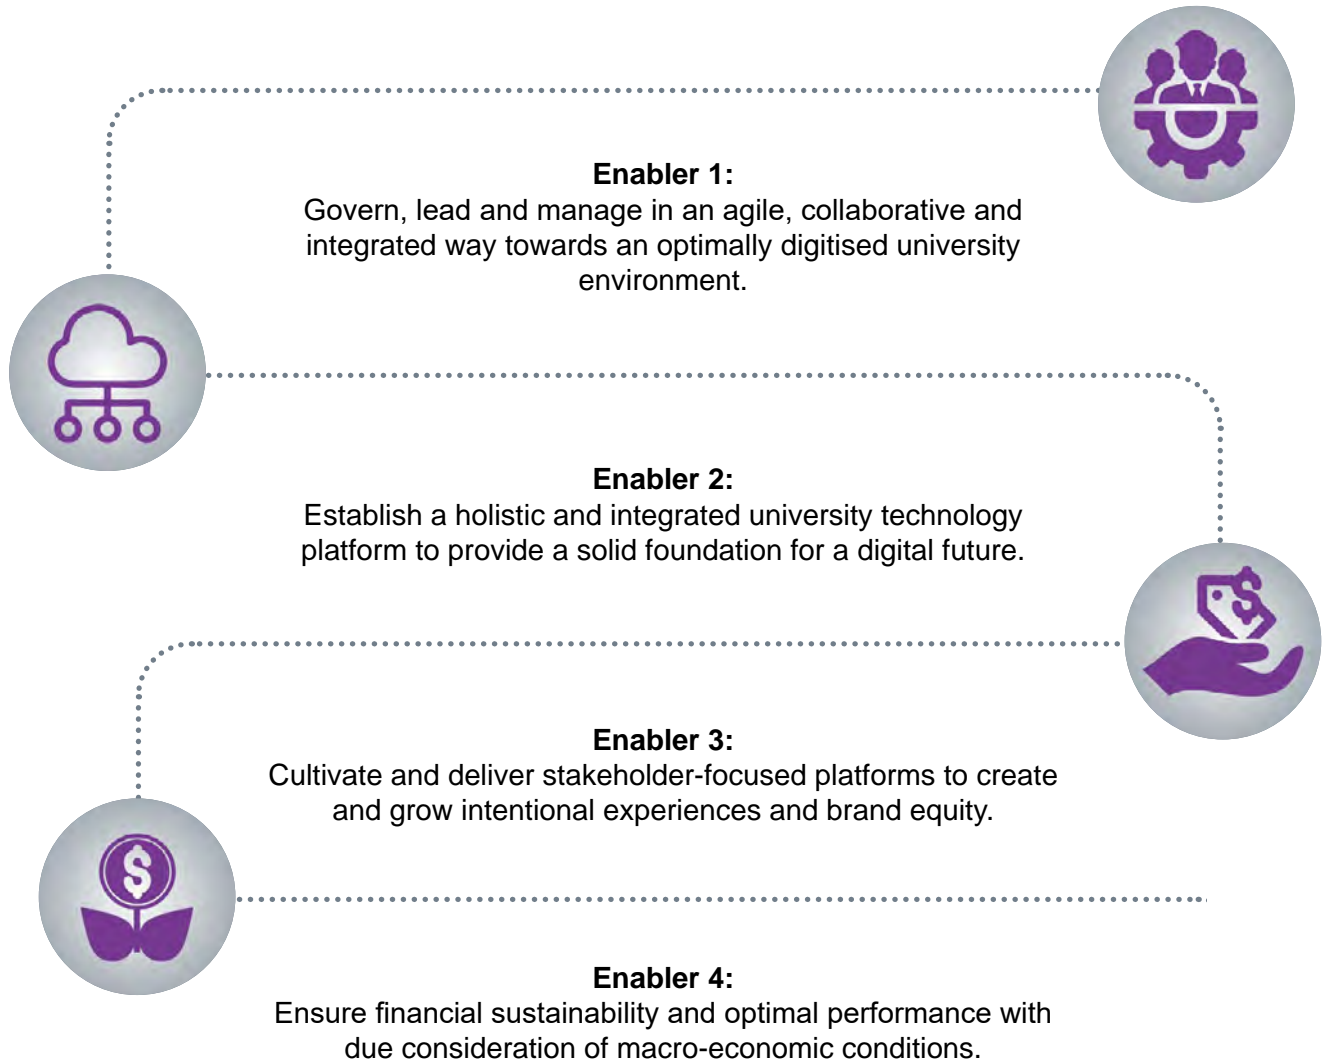 Enabler 1:
Govern, lead and manage in an agile, collaborative and
integrated way towards an optimally digitised university
environment.
Enabler 2:
Establish a holistic and integrated university technology
platform to provide a solid foundation for a digital future.
$
Enabler 3:
Cultivate and deliver stakeholder-focused platforms to create
and grow intentional experiences and brand equity.
$
Enabler 4:
Ensure financial sustainability and optimal performance with
due consideration of macro-economic conditions.